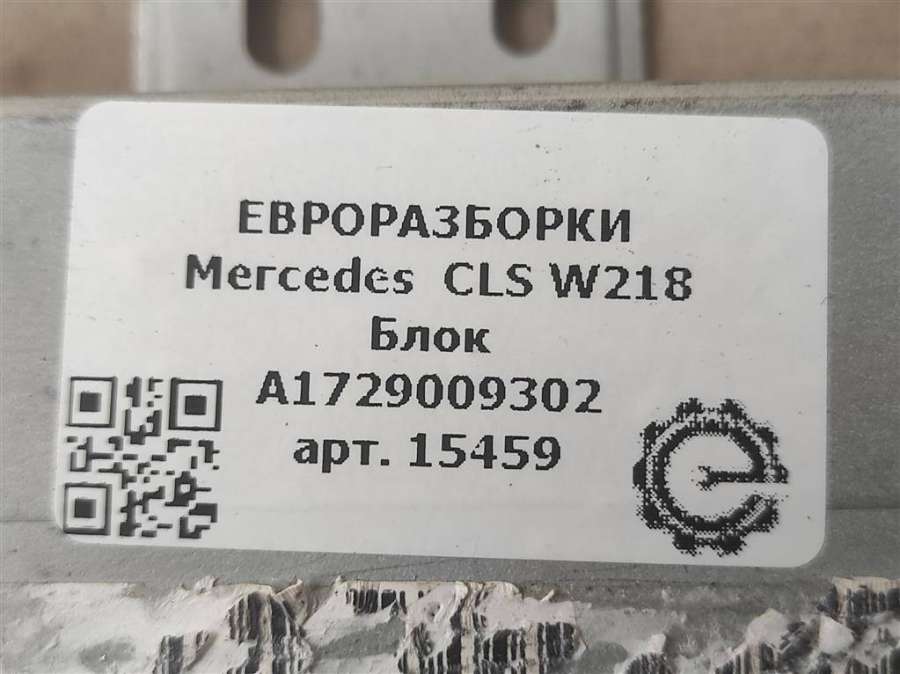 ЕВРОРАЗБОРКИ
Mercedes CLS W218
Блок
A1729009302
арт. 15459